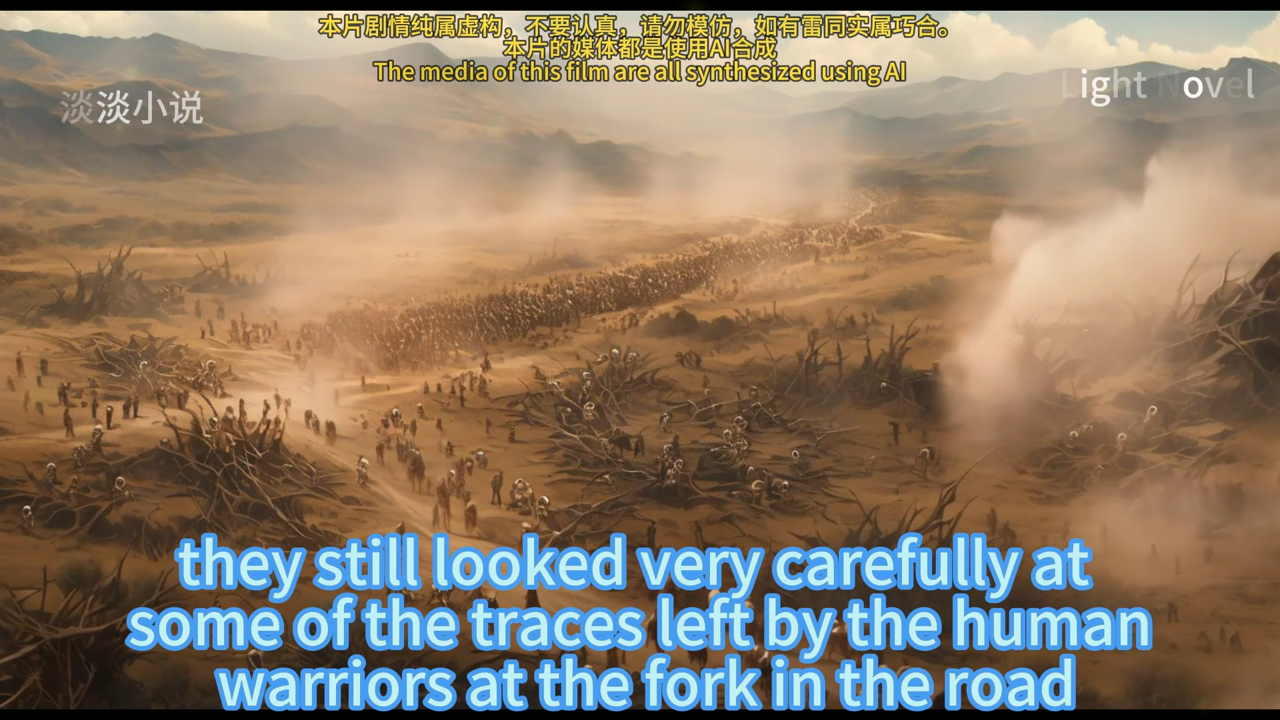 本片剧情纯属虚构，不要认真，请勿模仿，如有雷同实属巧合。
本片的媒体都是使用AI合成
The media of this film are all synthesized using AI
淡淡小说
Light Novel
they still looked very carefully at
some of the traces left by the human
warriors at the fork in the road